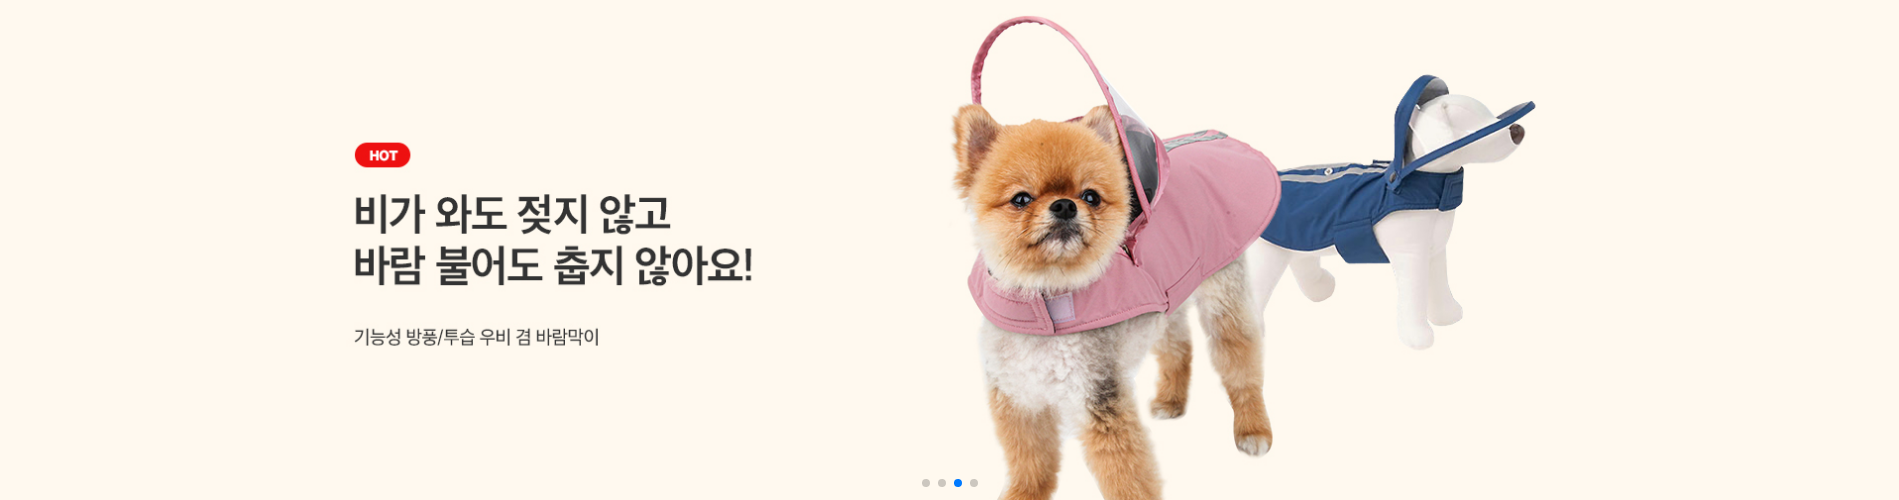 HOT
비가 와도 젖지 않고
바람 불어도 춥지 않아요!
기능성 방풍/투습 우비 겸 바람막이